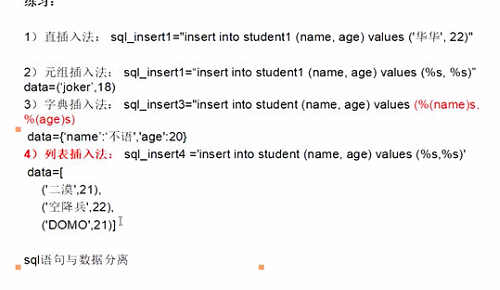 练习：
1）直插入法： sql_insert1="insert into student1 (name, age) values ('华华', 22)"
2）元组插入法： sql_insert1=“insert into student1 (name, age) values (%s, %s)”
data=(‘joker’,18)
3）字典插入法： sql_insert3="insert into student (name, age) values (%(name)s,
%(age)s)
data={‘name’:‘不语’,'age':20}
4）列表插入法： sql_insert4 ='insert into student (name, age) values (%s,%s)'
data=[
('二漠',21),
('空降兵',22),
('DOMO',21)]
sql语句与数据分离